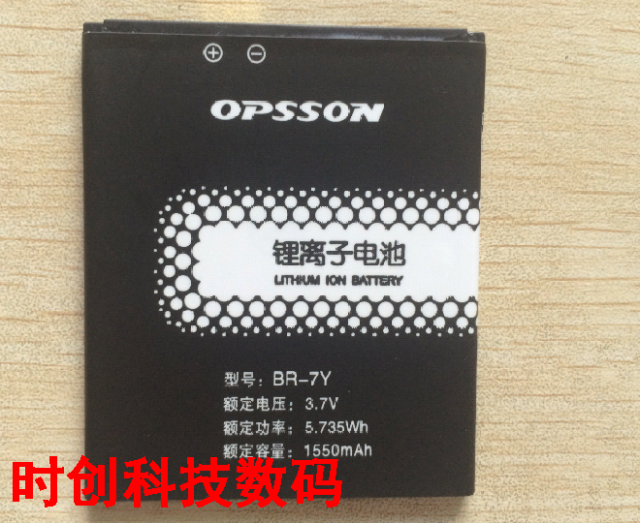 ⊕ ⊖
OPSSON
锂离子电池
LITHIUM ION BATTERY
型号：BR-7Y
额定电压：3.7V
额定功率：5.735Wh
额定容量：1550mAh
时创科技数码